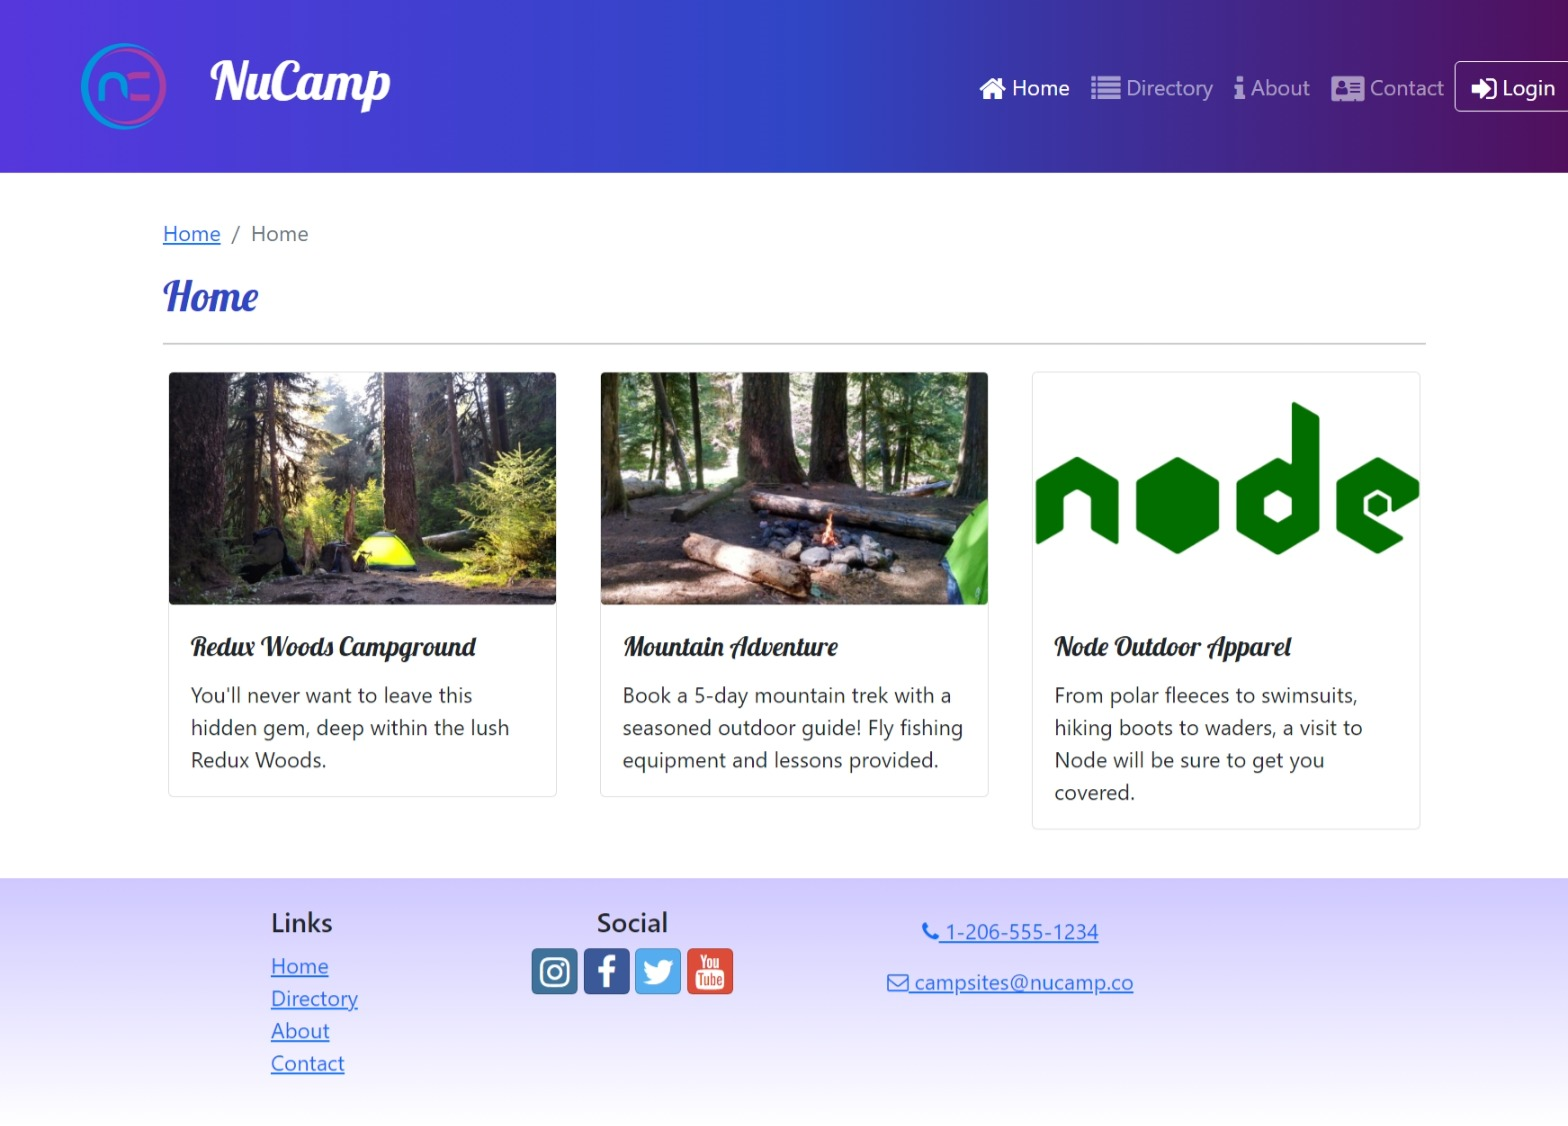 NC
NuCamp
Home Directory About Contact Login
Home / Home
Home
node
Redux Woods Campground
You'll never want to leave this
hidden gem, deep within the lush
Redux Woods.
Mountain Adventure
Book a 5-day mountain trek with a
seasoned outdoor guide! Fly fishing
equipment and lessons provided.
Node Outdoor Apparel
From polar fleeces to swimsuits,
hiking boots to waders, a visit to
Node will be sure to get you
covered.
Links
Home
Directory
About
Contact
Social
You
Tube
1-206-555-1234
campsites@nucamp.co